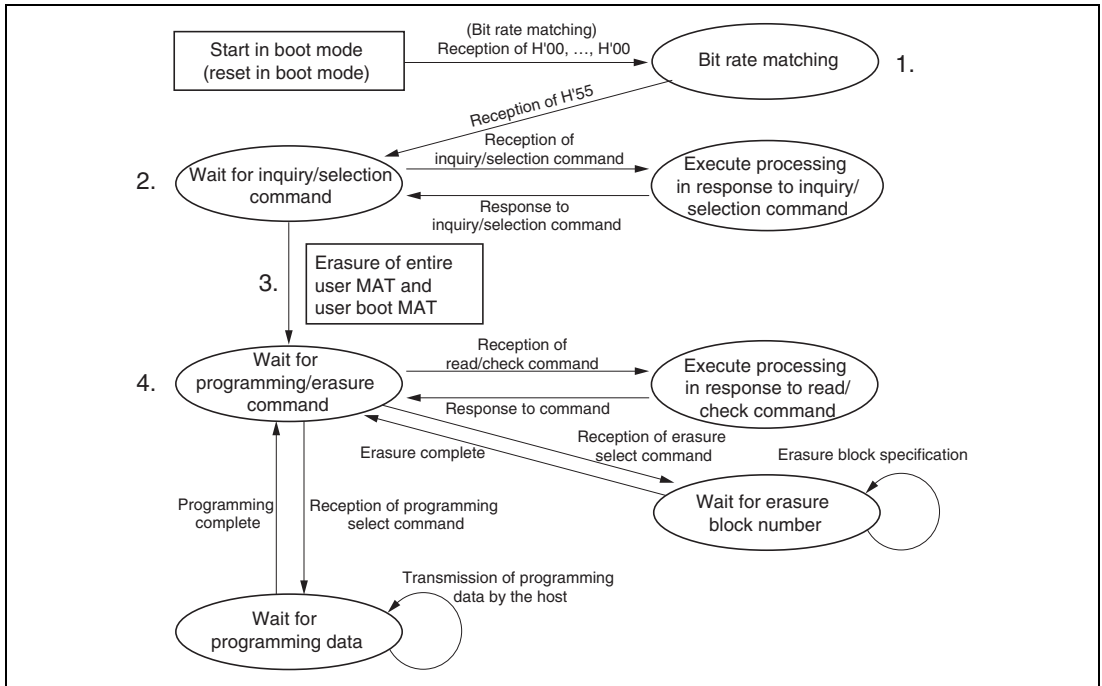 Start in boot mode
(reset in boot mode)
(Bit rate matching)
Reception of H'00, …, H'00
Bit rate matching
1.
Reception of H'55
2.
Wait for inquiry/selection
command
Reception of
inquiry/selection command
Response to
inquiry/selection command
Execute processing
in response to inquiry/
selection command
3.
Erasure of entire
user MAT and
user boot MAT
4.
Wait for
programming/erasure
command
Reception of
read/check command
Response to command
Execute processing
in response to read/
check command
Erasure complete
Reception of erasure
select command
Erasure block specification
Wait for erasure
block number
Programming
complete
Reception of programming
select command
Transmission of programming
data by the host
Wait for
programming data